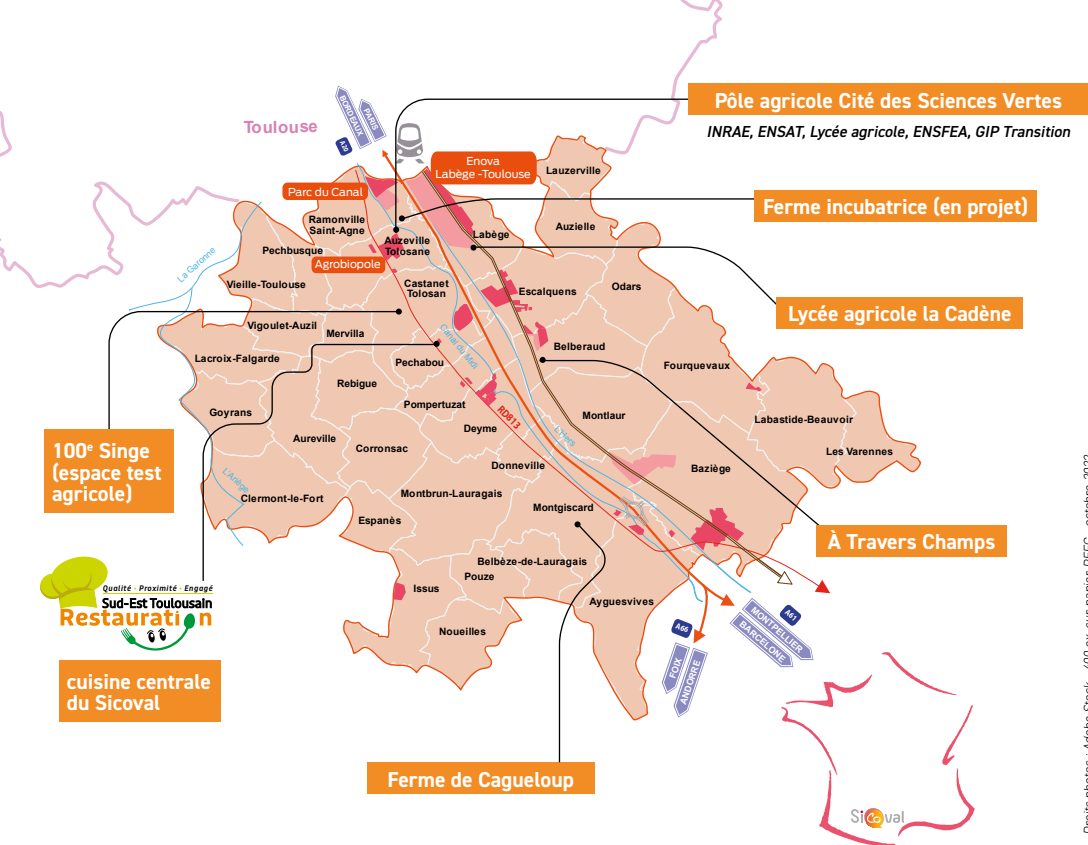 Pôle agricole Cité des Sciences Vertes
INRAE, ENSAT, Lycée agricole, ENSFEA, GIP Transition
BORDEAUX
PARIS
A20
Toulouse
Enova
Labège -Toulouse
Lauzerville
Parc du Canal
Ferme incubatrice (en projet)
Ramonville
Saint-Agne
Auzielle
Labège
Auzeville
Tolosane
Pechbusque
Agrobiopole
La Garonne
Vieille-Toulouse
Castanet
Tolosan
Escalquens
Odars
Lycée agricole la Cadène
Vigoulet-Auzil
Mervilla
Canal du Midi
Belberaud
Lacroix-Falgarde
Pechabou
Fourquevaux
Rebigue
Goyrans
Pompertuzat
RD813
Montlaur
Labastide-Beauvoir
Deyme
L'Hers
Aureville
Corronsac
Les Varennes
100e Singe
(espace test
agricole)
Donneville
Baziège
L'Ariège
Clermont-le-Fort
Montbrun-Lauragais
Montgiscard
Espanès
À Travers Champs
Belbèze-de-Lauragais
Pouze
Issus
Ayguesvives
Noueilles
Qualité - Proximité - Engagé
Sud-Est Toulousain
Restauration
A61
MONTPELLIER
BARCELONE
A66
FOIX
ANDORRE
cuisine centrale
du Sicoval
Ferme de Cagueloup
Sicoval